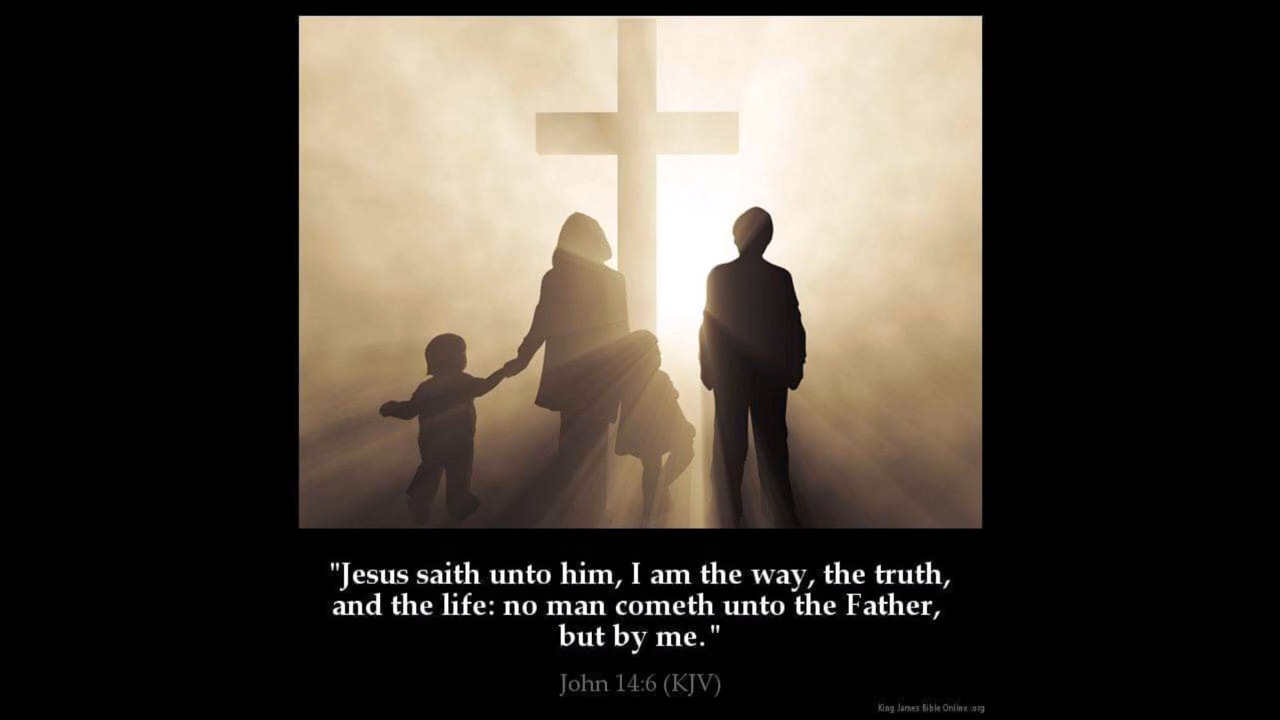 "Jesus saith unto him, I am the way, the truth,
and the life: no man cometh unto the Father,
but by me."
John 14:6 (KJV)
King James Bible Online .org